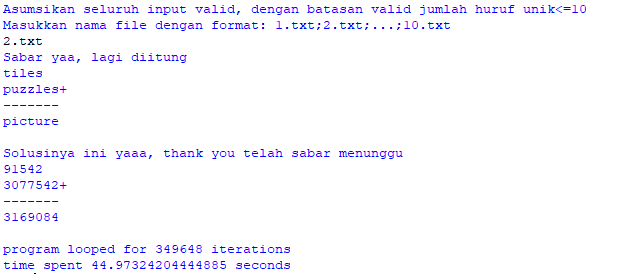 Asumsikan seluruh input valid, dengan batasan valid jumlah huruf unik<=10
Masukkan nama file dengan format: 1.txt;2.txt;...;10.txt
2.txt
Sabar yaa, lagi diitung
tiles
puzzles+
-------
picture
Solusinya ini yaaa, thank you telah sabar menunggu
91542
3077542+
-------
3169084
program looped for 349648 iterations
time spent 44.97324204444885 seconds